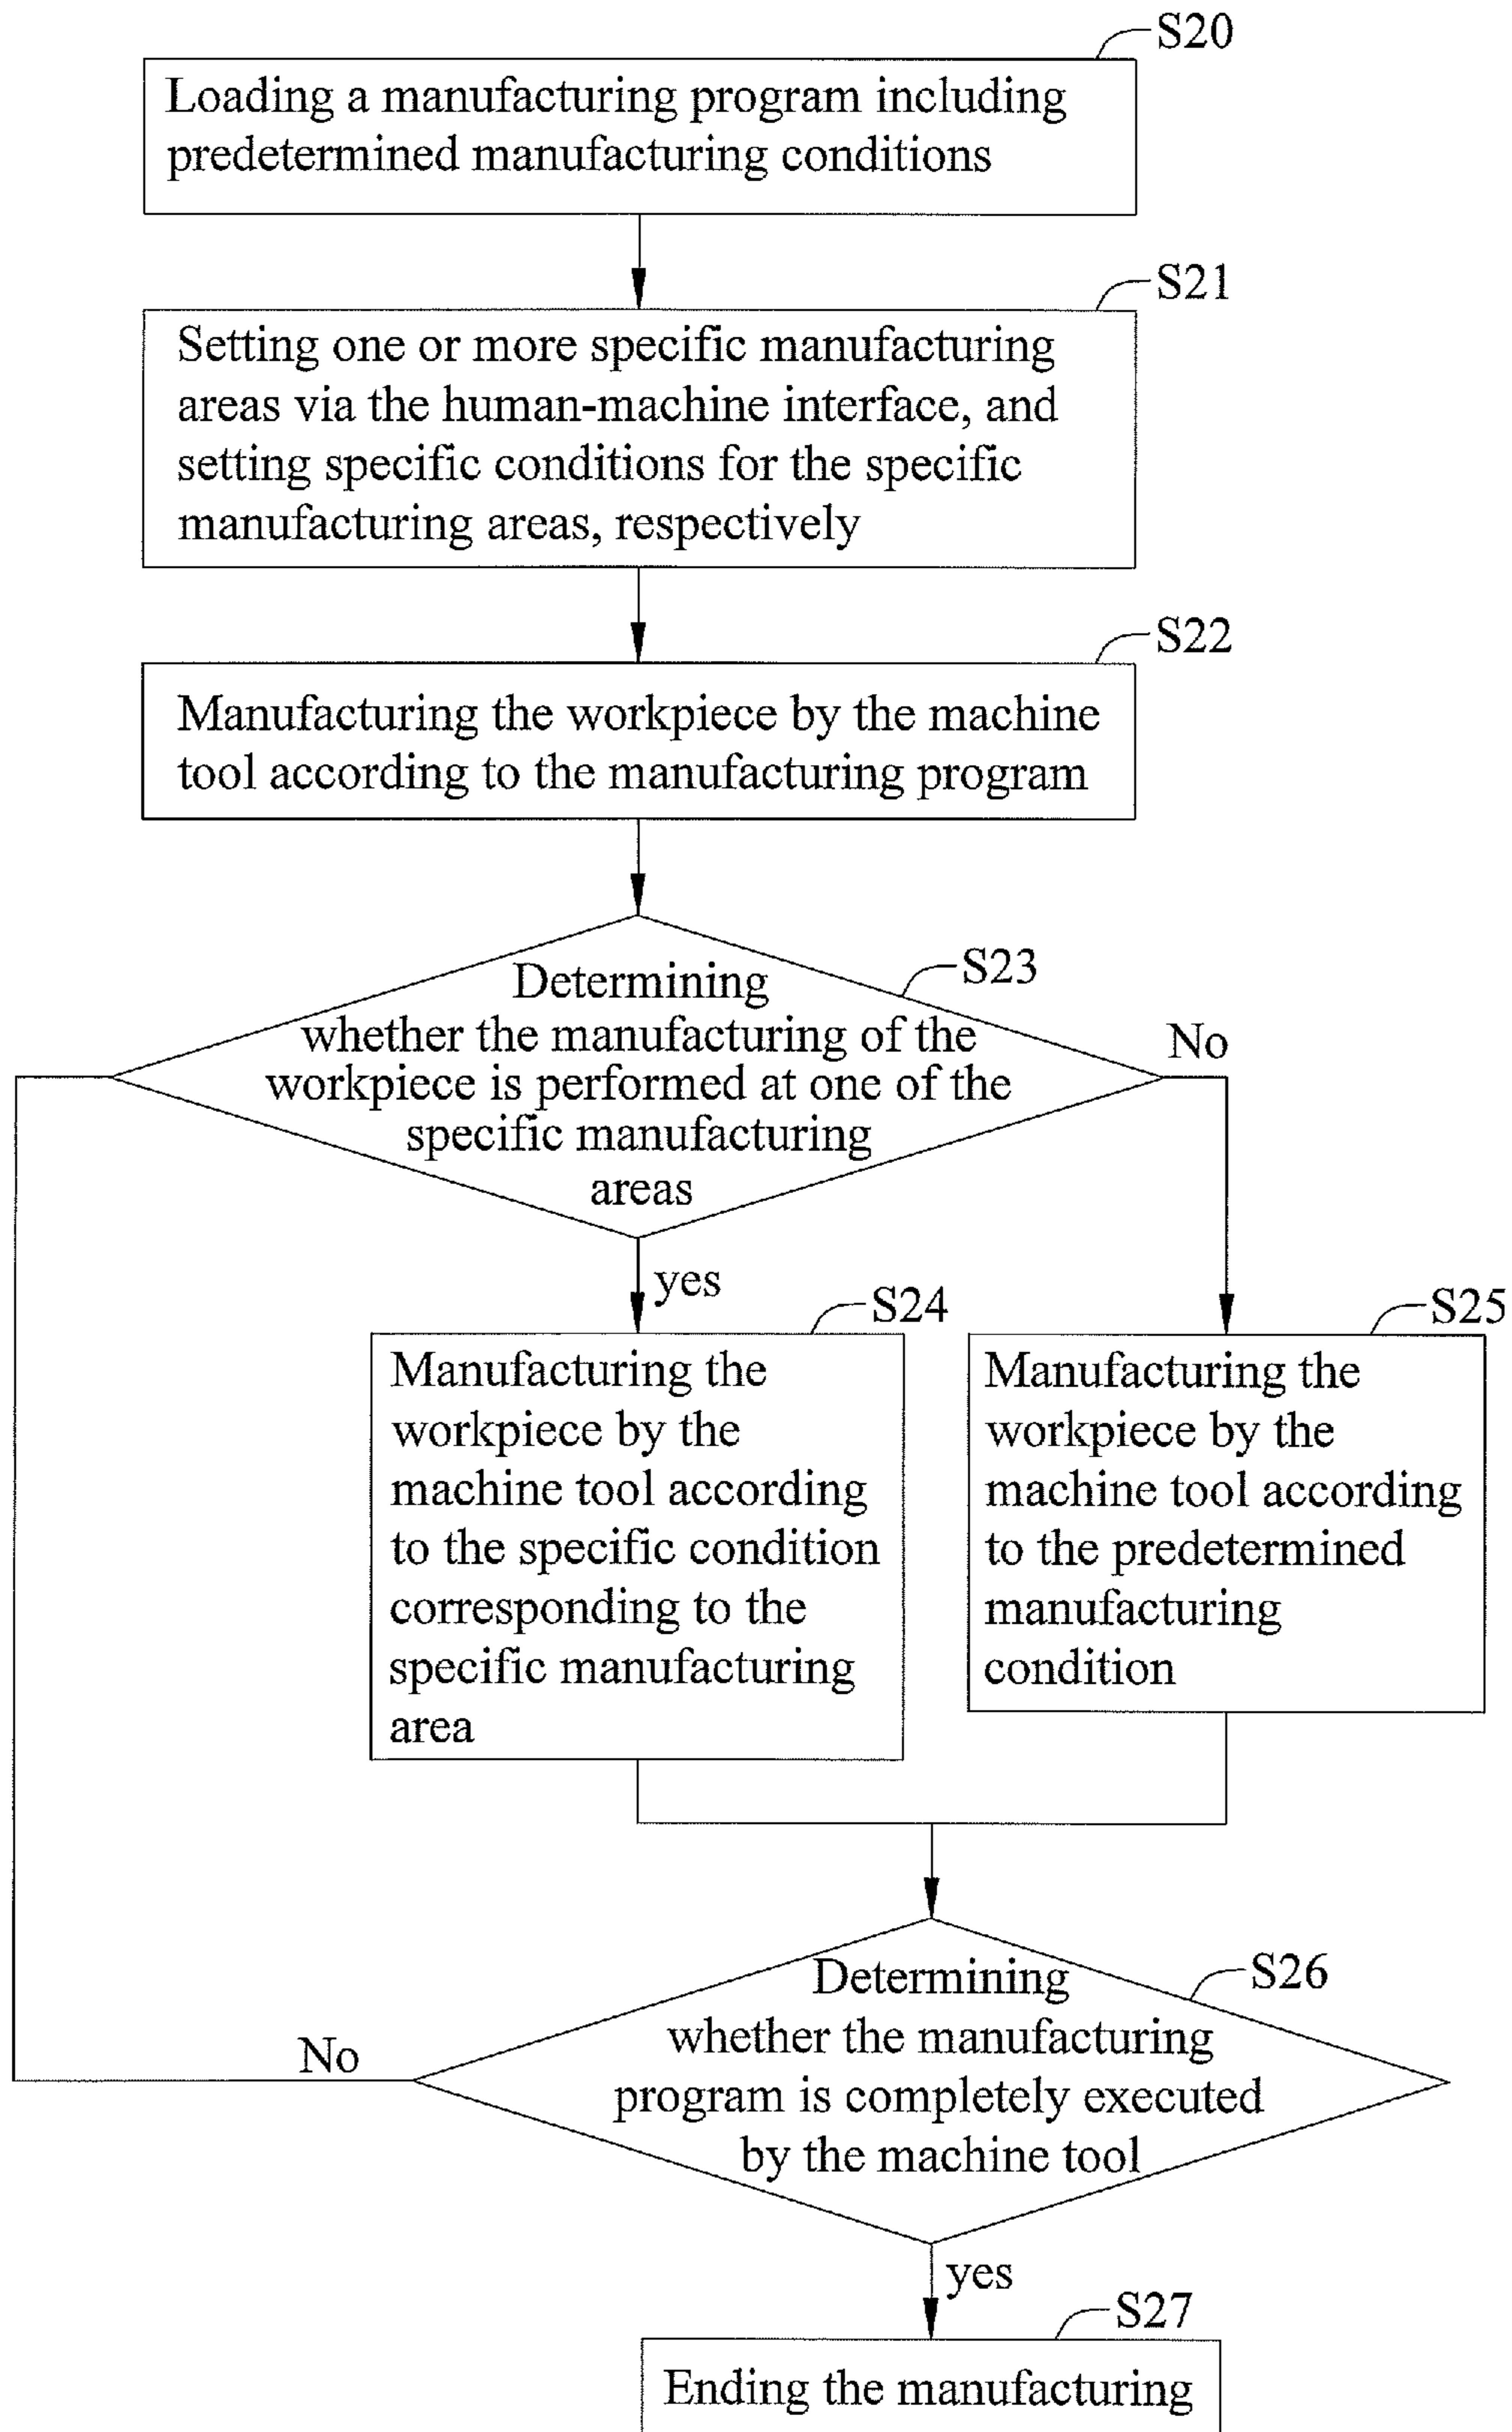 S20
Loading a manufacturing program including
predetermined manufacturing conditions
S21
Setting one or more specific manufacturing
areas via the human-machine interface, and
setting specific conditions for the specific
manufacturing areas, respectively
S22
Manufacturing the workpiece by the machine
tool according to the manufacturing program
S23
Determining
whether the manufacturing of the
workpiece is performed at one of the
specific manufacturing
areas
No
yes
S24
Manufacturing the
workpiece by the
machine tool according
to the specific condition
corresponding to the
specific manufacturing
area
S25
Manufacturing the
workpiece by the
machine tool according
to the predetermined
manufacturing
condition
S26
Determining
whether the manufacturing
program is completely executed
by the machine tool
No
yes
S27
Ending the manufacturing